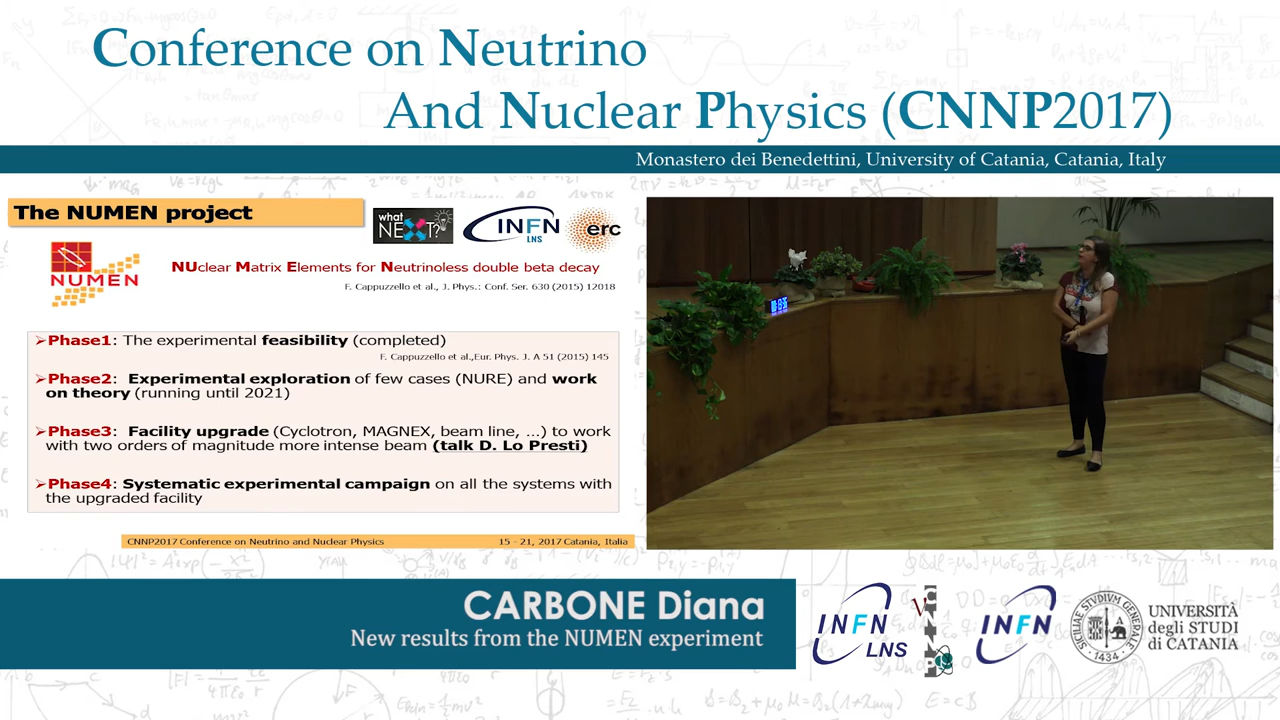 Conference on Neutrino
And Nuclear Physics (CNNP2017)
Monastero dei Benedettini, University of Catania, Catania, Italy
The NUMEN project
what
NEXT?
INFN
LNS
erc
NUMEN
NUclear Matrix Elements for Neutrinoless double beta decay
F. Cappuzzello et al., J. Phys.: Conf. Ser. 630 (2015) 12018
➢Phase1: The experimental feasibility (completed)
F. Cappuzzello et al.,Eur. Phys. J. A 51 (2015) 145
➢Phase2: Experimental exploration of few cases (NURE) and work
on theory (running until 2021)
➢Phase3: Facility upgrade (Cyclotron, MAGNEX, beam line, …) to work
with two orders of magnitude more intense beam (talk D. Lo Presti)
➢Phase4: Systematic experimental campaign on all the systems with
the upgraded facility
CNNP2017 Conference on Neutrino and Nuclear Physics
15 - 21, 2017 Catania, Italia
CARBONE Diana
New results from the NUMEN experiment
INFN
LNS
INFN
SICILIAE STVDIVM GENERALE
1434
UNIVERSITÀ
degli STUDI
di CATANIA